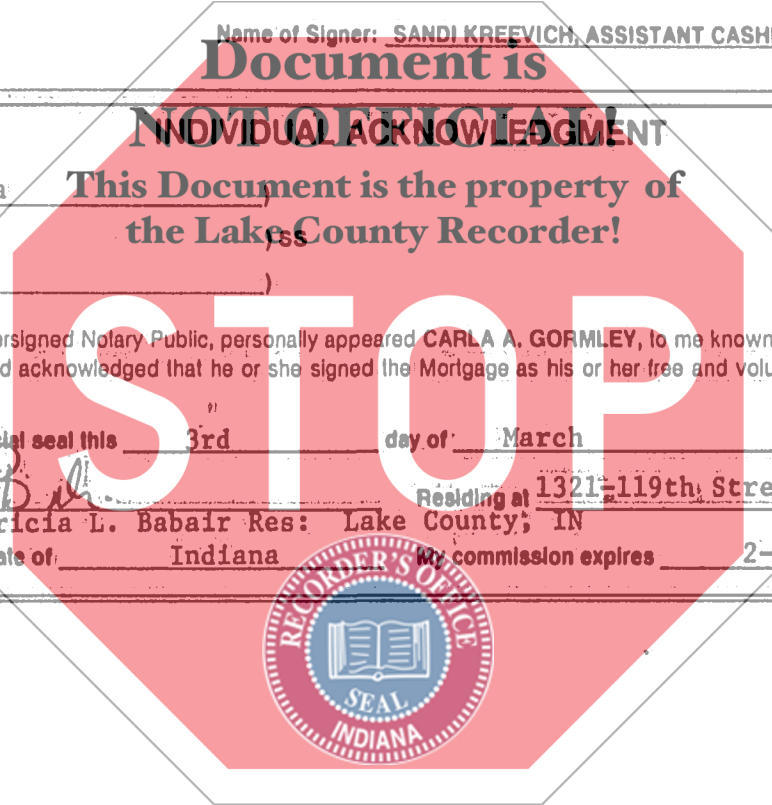 Name of Signer: SANDI KREEVICH, ASSISTANT CASH
Document is
NOT OFFICIAL!
INDIVIDUAL ACKNOWLEDGMENT
This Document is the property of
the Lake County Recorder!
)
)SS
)
STOP
ersigned Notary Public, personally appeared CARLA A. GORMLEY, to me known
d acknowledged that he or she signed the Mortgage as his or her free and volu
ial seal this 3rd day of March
Residing at 1321-119th Stre
ricia L. Babair Res: Lake County, IN
ate of Indiana My commission expires 2-
RECORDER'S OFFICE
SEAL
INDIANA